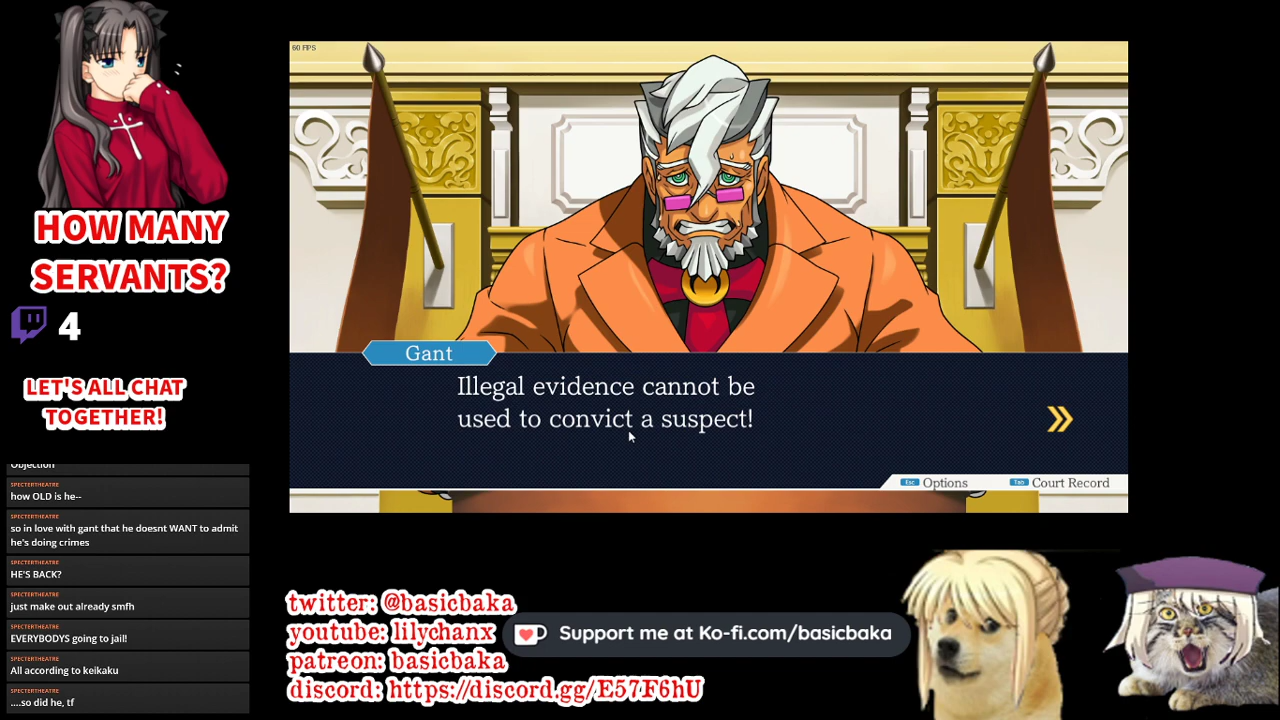 HOW MANY
SERVANTS?
4
LET'S ALL CHAT
TOGETHER!
Objection
SPECTERTHEATRE
how OLD is he--
SPECTERTHEATRE
so in love with gant that he doesnt WANT to admit
he's doing crimes
SPECTERTHEATRE
HE'S BACK?
SPECTERTHEATRE
just make out already smfh
SPECTERTHEATRE
EVERYBODYS going to jail!
SPECTERTHEATRE
All according to keikaku
SPECTERTHEATRE
....so did he, tf
60 FPS
Gant
Illegal evidence cannot be
used to convict a suspect!
Esc Options Tab Court Record
twitter: @basicbaka
youtube: lilychanx
patreon: basicbaka
discord: https://discord.gg/E57F6hU
Support me at Ko-fi.com/basicbaka